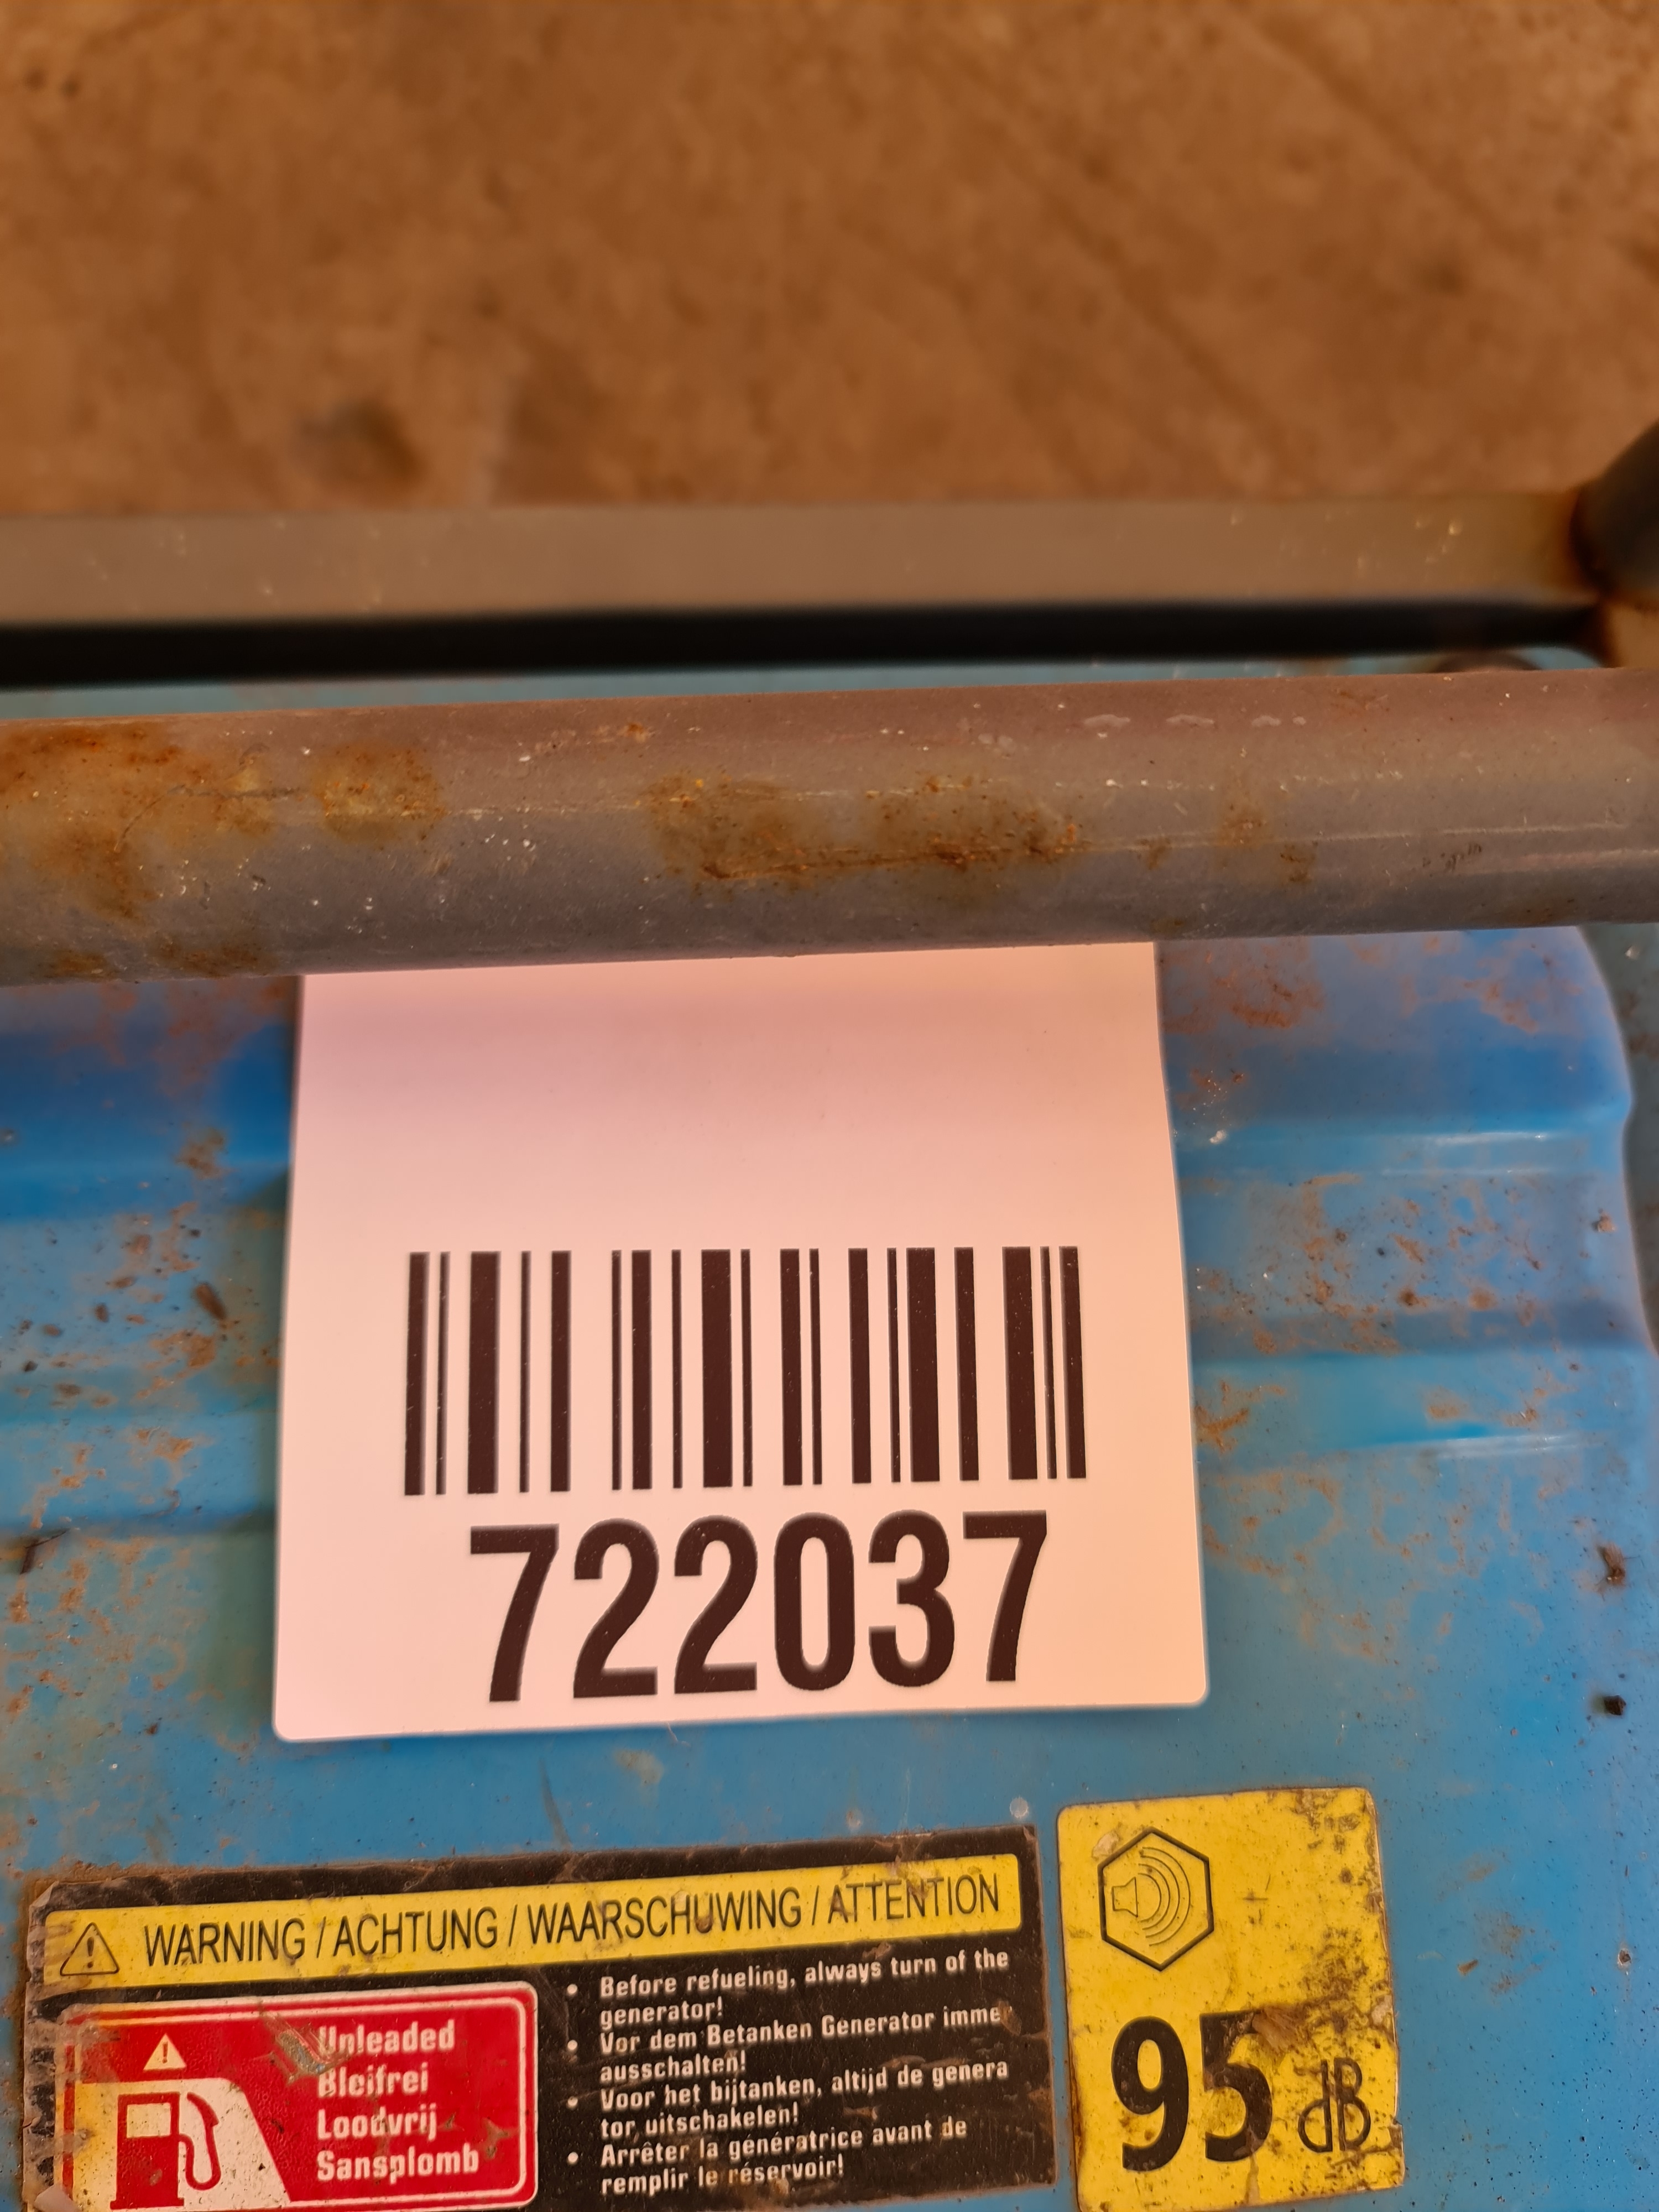 722037
WARNING / ACHTUNG / WAARSCHUWING / ATTENTION
Unleaded
Bleifrei
Loodvrij
Sansplomb
• Before refueling, always turn of the
generator!
• Vor dem Betanken Generator imme
ausschalten!
• Voor het bijtanken, altijd de genera
tor uitschakelen!
• Arrêter la génératrice avant de
remplir le réservoir!
95 dB